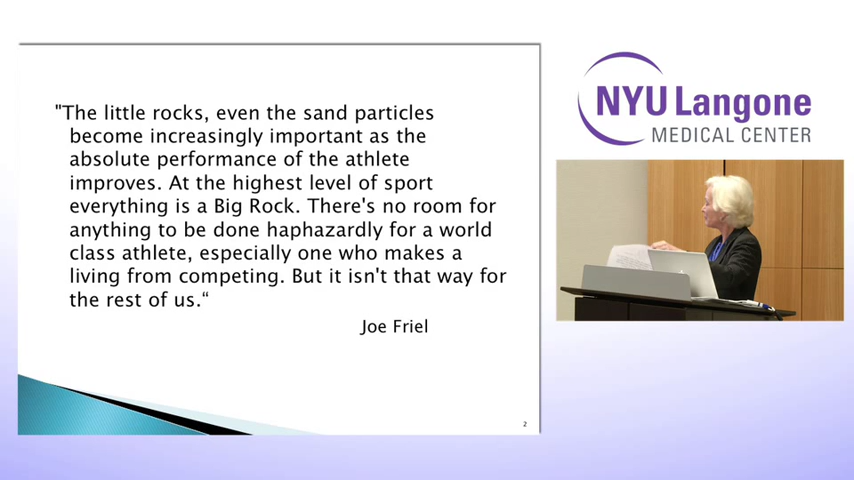 "The little rocks, even the sand particles
become increasingly important as the
absolute performance of the athlete
improves. At the highest level of sport
everything is a Big Rock. There's no room for
anything to be done haphazardly for a world
class athlete, especially one who makes a
living from competing. But it isn't that way for
the rest of us.“
Joe Friel
2
NYU Langone
MEDICAL CENTER